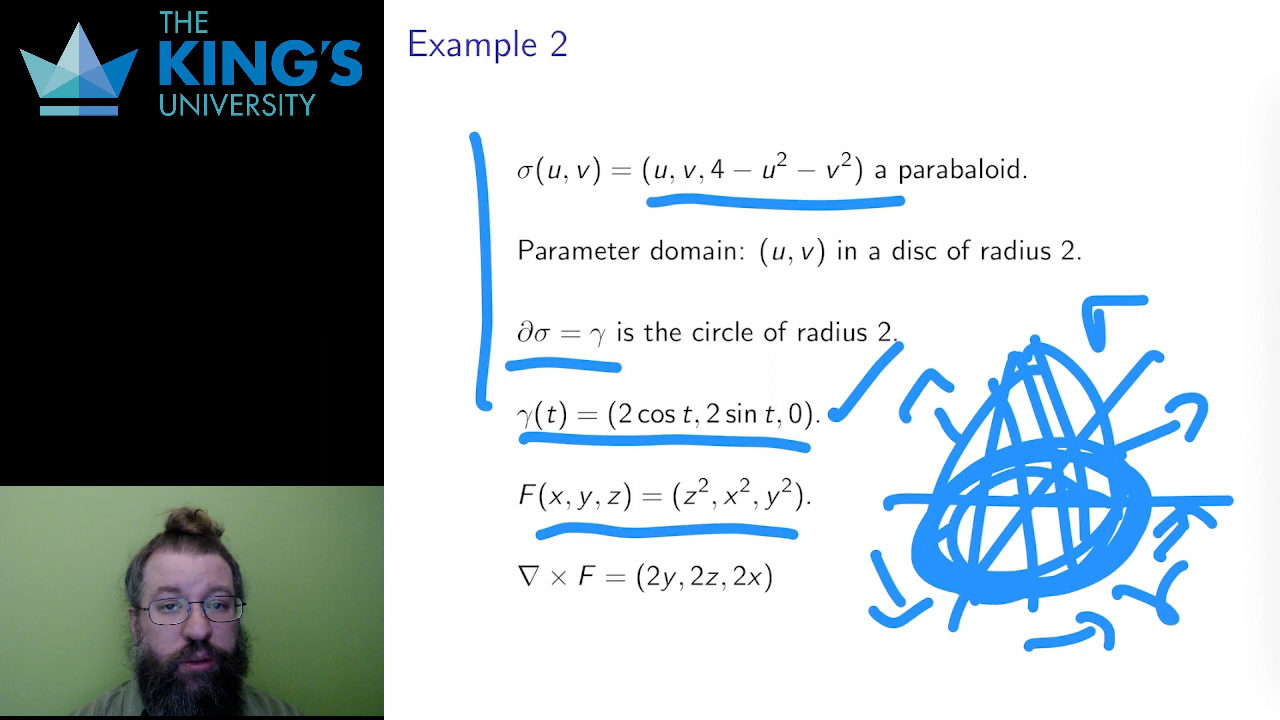 THE
KING'S
UNIVERSITY
Example 2
σ(u, v) = (u, v, 4 − u² − v²) a parabaloid.
Parameter domain: (u, v) in a disc of radius 2.
∂σ = γ is the circle of radius 2.
γ(t) = (2 cos t, 2 sin t, 0).
F(x, y, z) = (z², x², y²).
∇ × F = (2y, 2z, 2x)